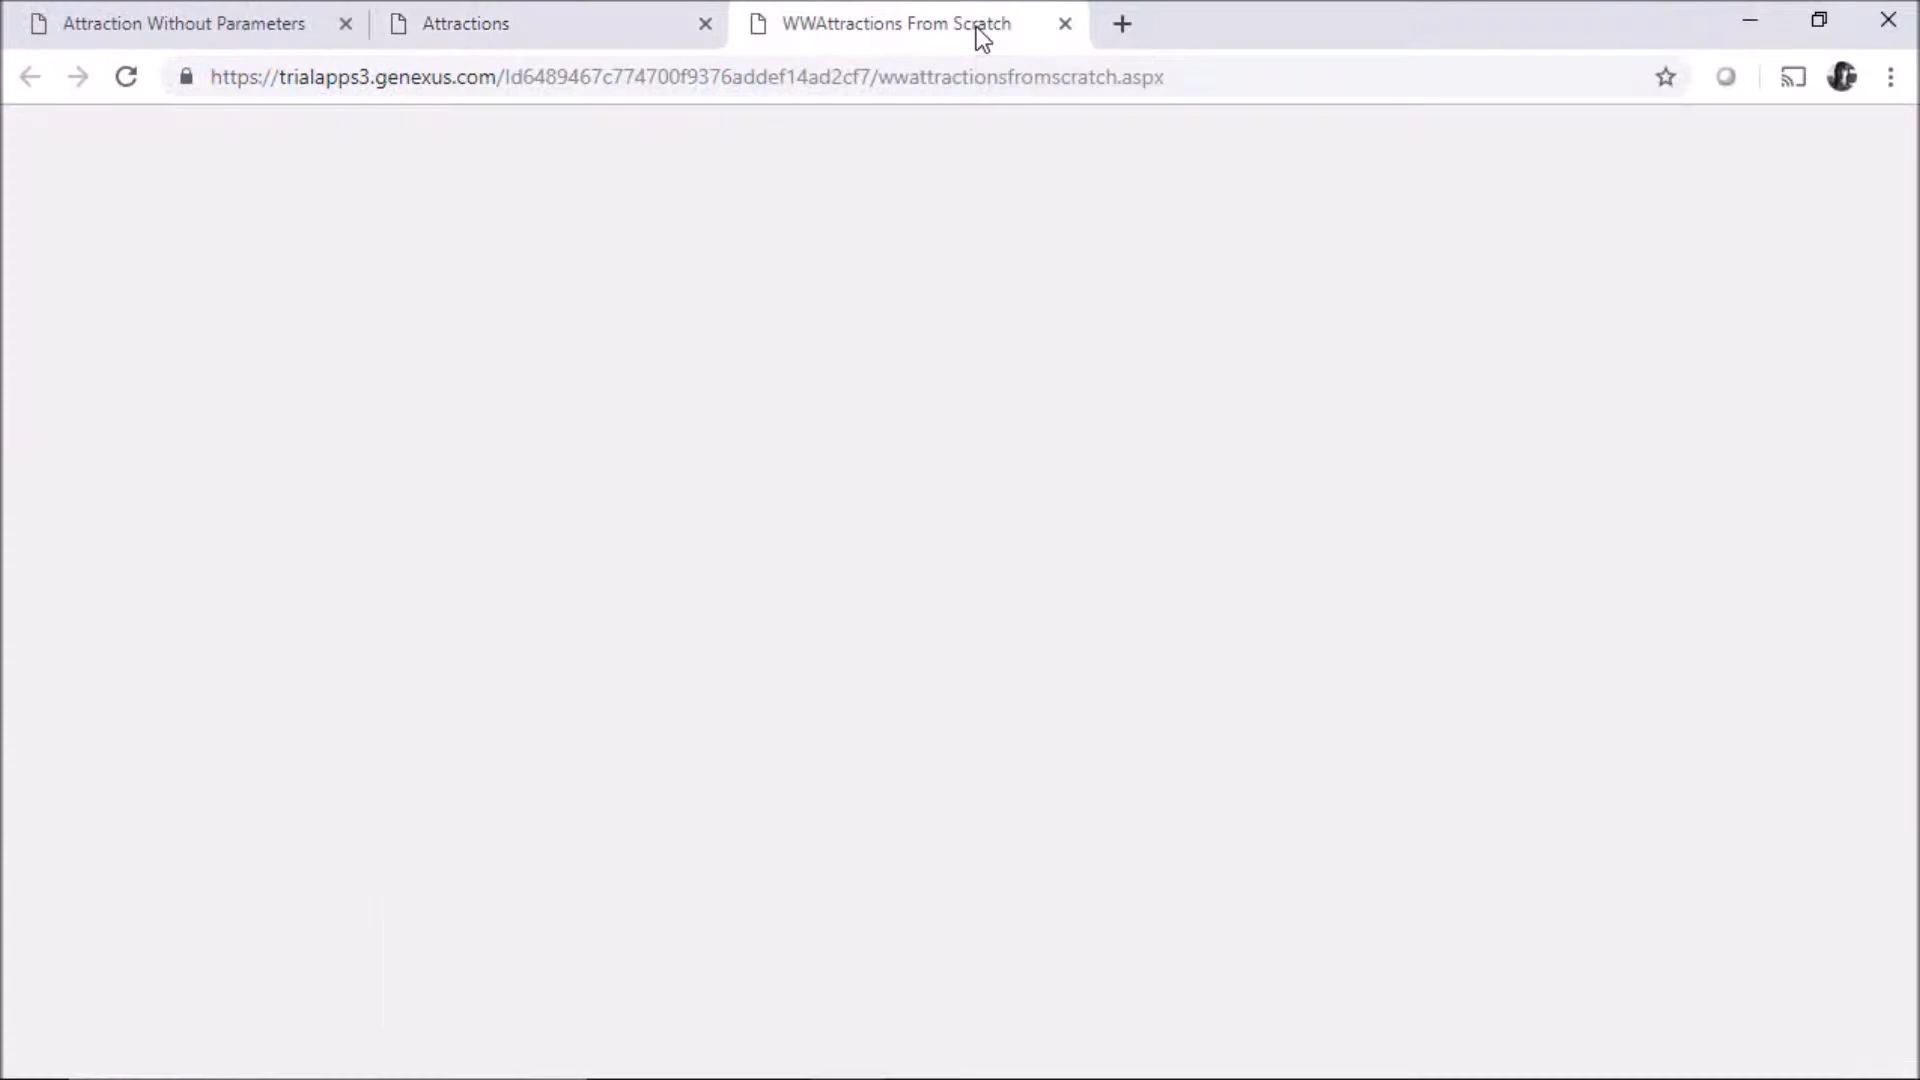 Attraction Without Parameters
Attractions
WWAttractions From Scratch
https://trialapps3.genexus.com/Id6489467c774700f9376addef14ad2cf7/wwattractionsfromscratch.aspx